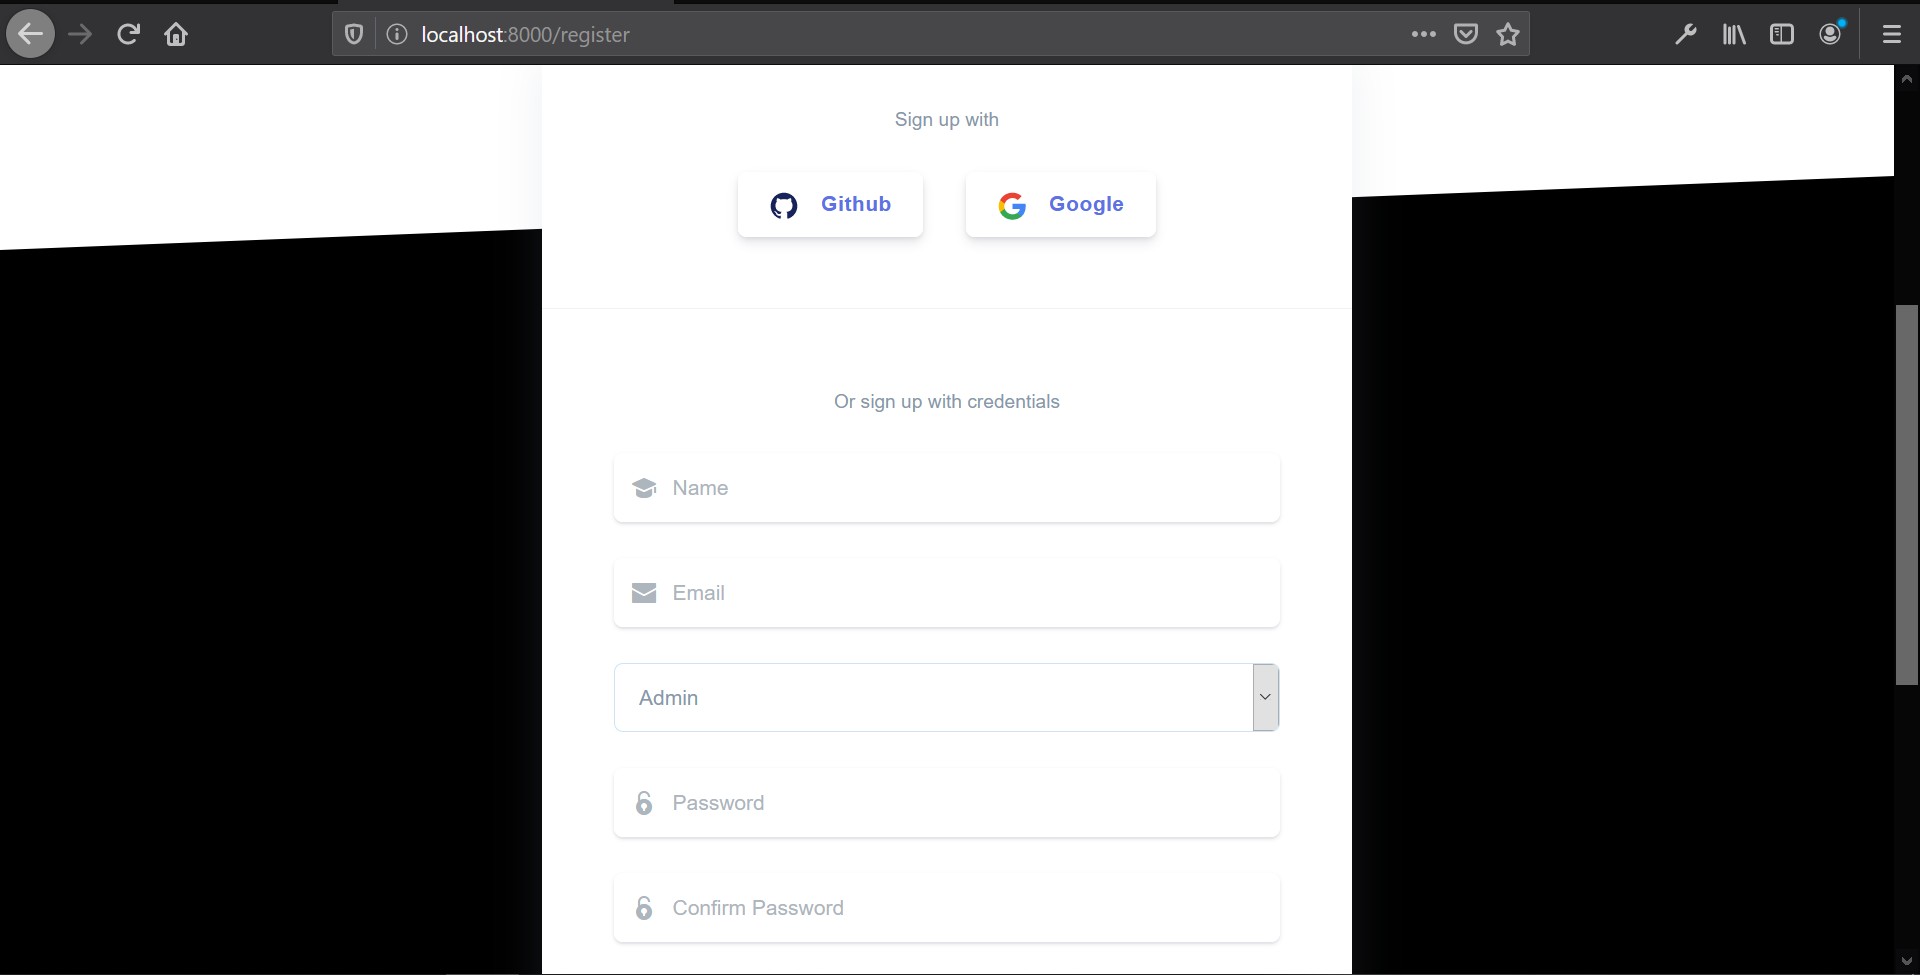 localhost:8000/register
Sign up with
Github
Google
Or sign up with credentials
Name
Email
Admin
Password
Confirm Password